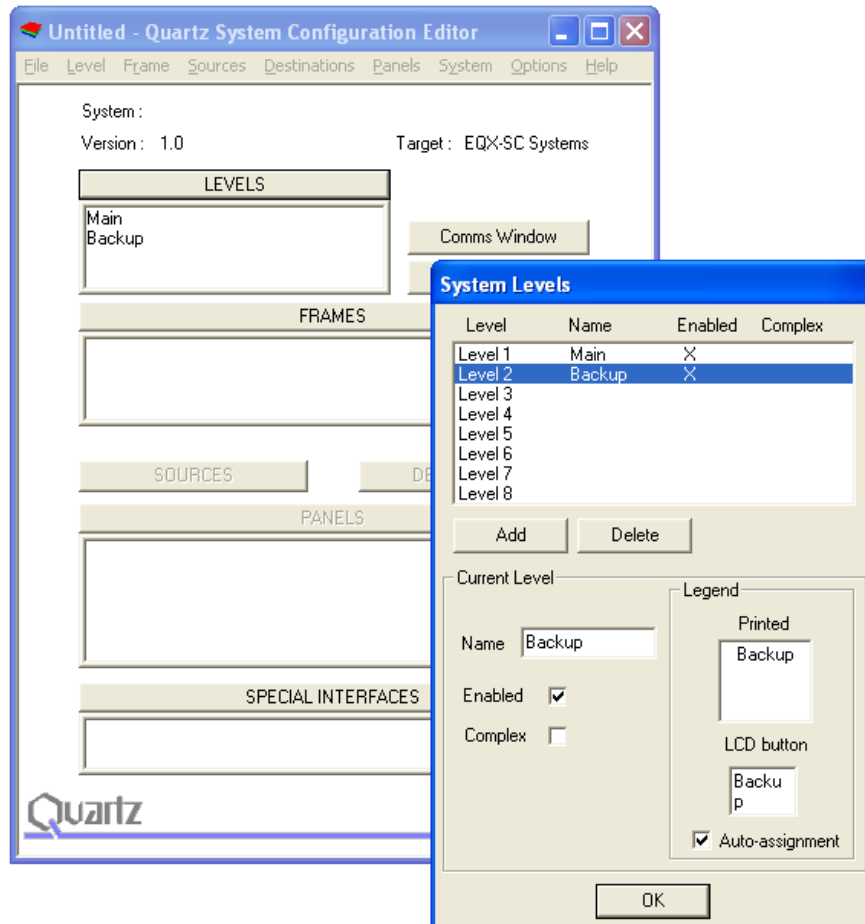 Untitled - Quartz System Configuration Editor
File Level Frame Sources Destinations Panels System Options Help
System :
Version : 1.0 Target : EQX-SC Systems
LEVELS
Main
Backup
Comms Window
FRAMES
SOURCES
DE
PANELS
SPECIAL INTERFACES
Quartz
System Levels
Level Name Enabled Complex
Level 1 Main X
Level 2 Backup X
Level 3
Level 4
Level 5
Level 6
Level 7
Level 8
Add Delete
Current Level
Name Backup
Enabled
Complex
Legend
Printed
Backup
LCD button
Backu
p
Auto-assignment
OK